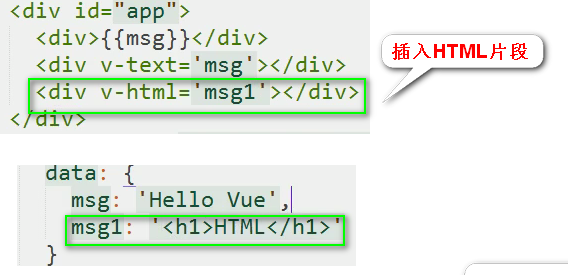 <div id="app">
<div>{{msg}}</div>
<div v-text='msg'></div>
<div v-html='msg1'></div>
</div>
插入HTML片段
data: {
msg: 'Hello Vue',
msg1: '<h1>HTML</h1>'
}